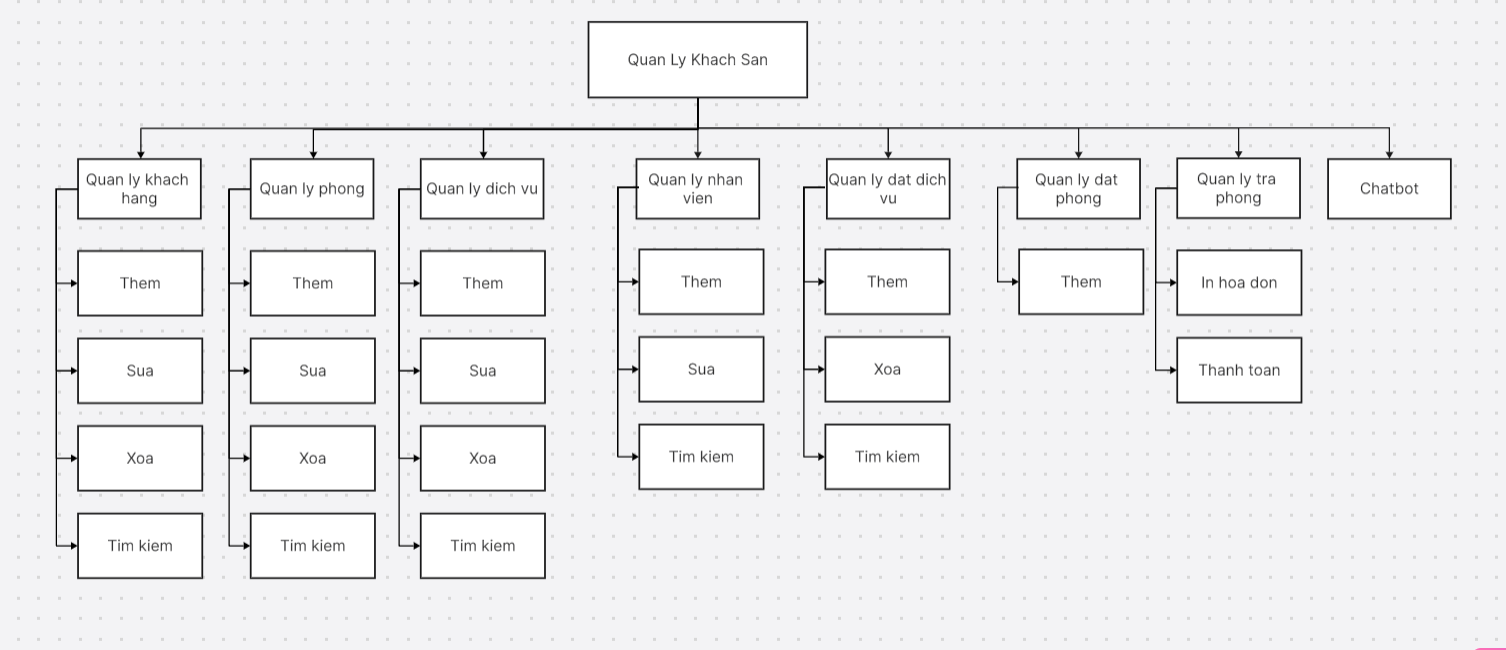 Quan Ly Khach San
Quan ly khach
hang
Quan ly phong
Quan ly dich vu
Quan ly nhan
vien
Quan ly dat dich
vu
Quan ly dat
phong
Quan ly tra
phong
Chatbot
Them
Them
Them
Them
Them
Them
In hoa don
Sua
Sua
Sua
Sua
Xoa
Thanh toan
Xoa
Xoa
Xoa
Tim kiem
Tim kiem
Tim kiem
Tim kiem
Tim kiem